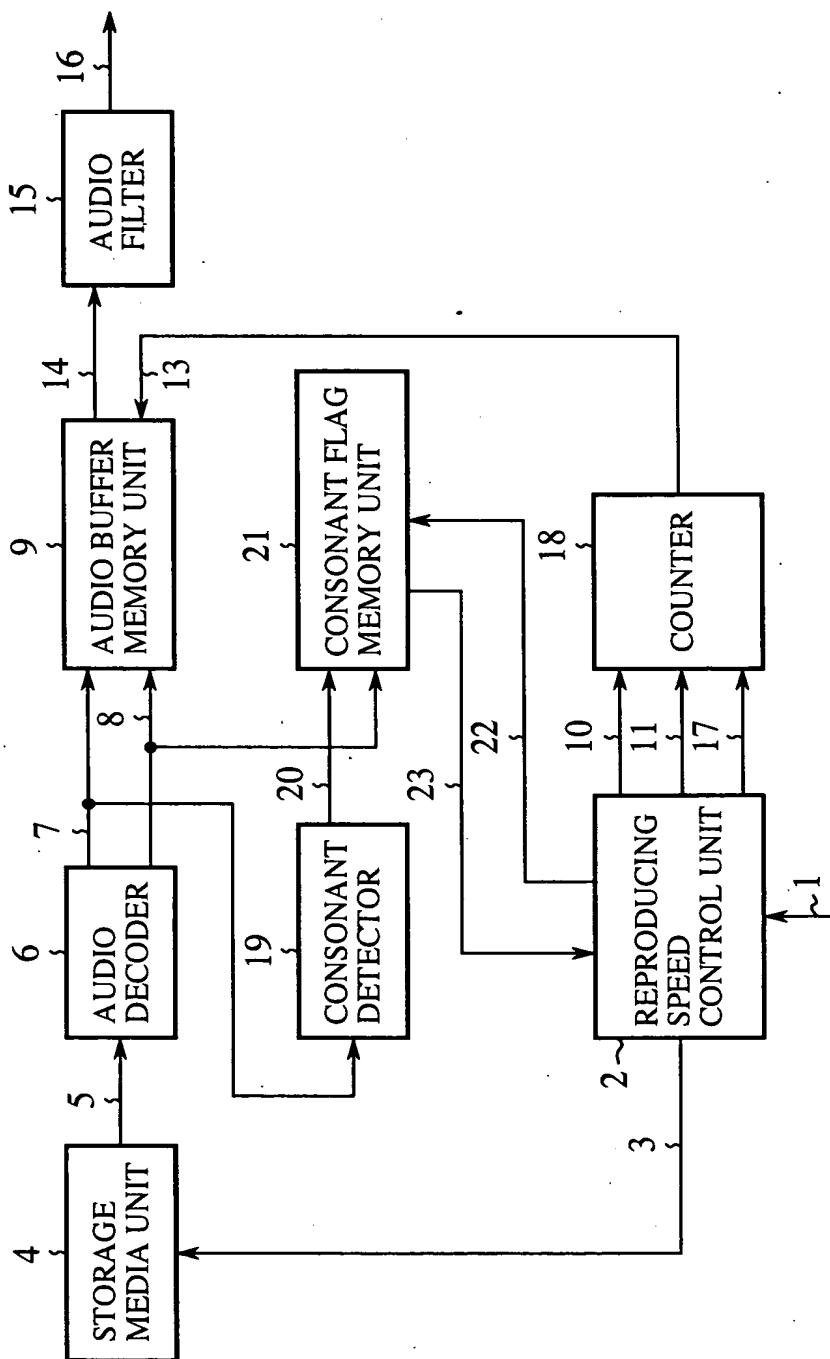 4
STORAGE
MEDIA UNIT
5
6
AUDIO
DECODER
7
8
9
AUDIO BUFFER
MEMORY UNIT
14
13
15
AUDIO
FILTER
16
19
CONSONANT
DETECTOR
20
21
CONSONANT FLAG
MEMORY UNIT
23
22
3
2
REPRODUCING
SPEED
CONTROL UNIT
1
10
11
17
18
COUNTER